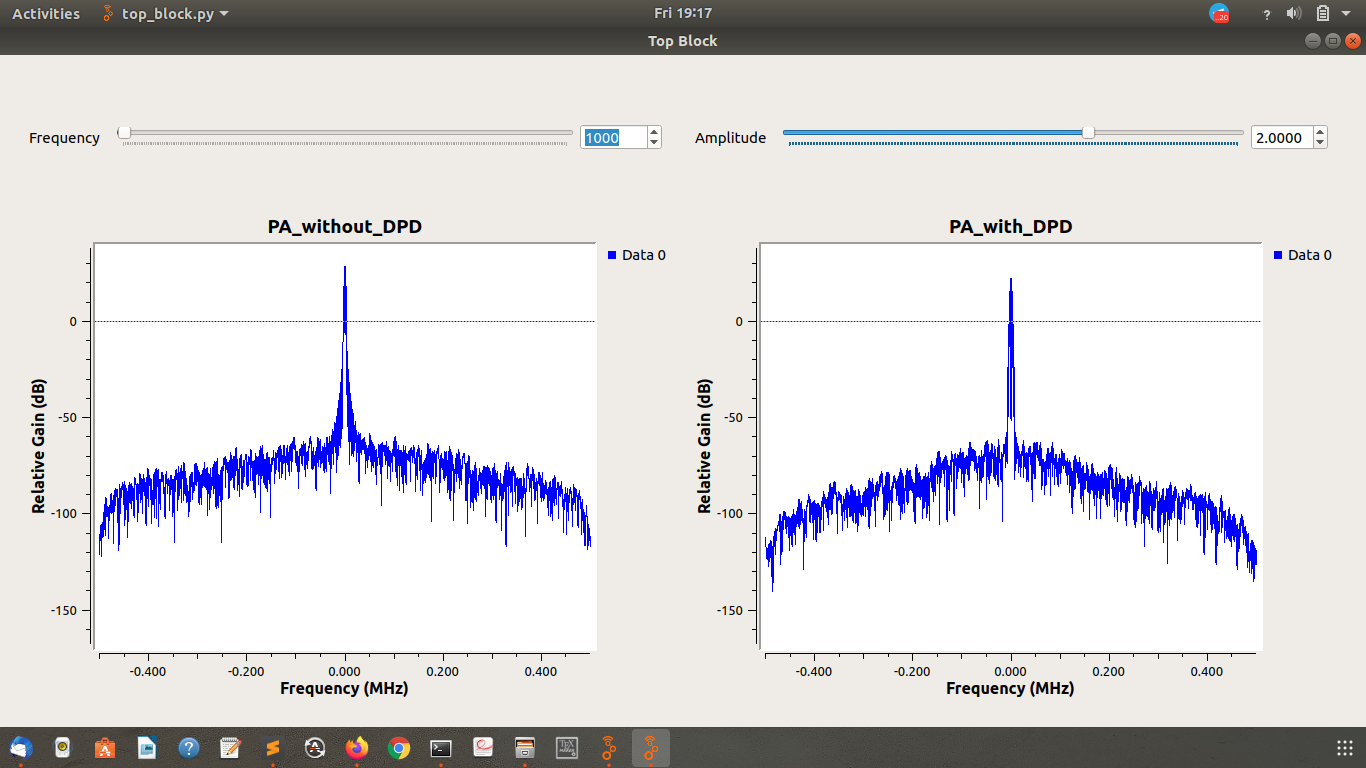 Activities top_block.py Fri 19:17 20 ?
Top Block
Frequency 1000 Amplitude 2.0000
PA_without_DPD
Data 0
Relative Gain (dB)
0
-50
-100
-150
-0.400 -0.200 0.000 0.200 0.400
Frequency (MHz)
PA_with_DPD
Data 0
Relative Gain (dB)
0
-50
-100
-150
-0.400 -0.200 0.000 0.200 0.400
Frequency (MHz)